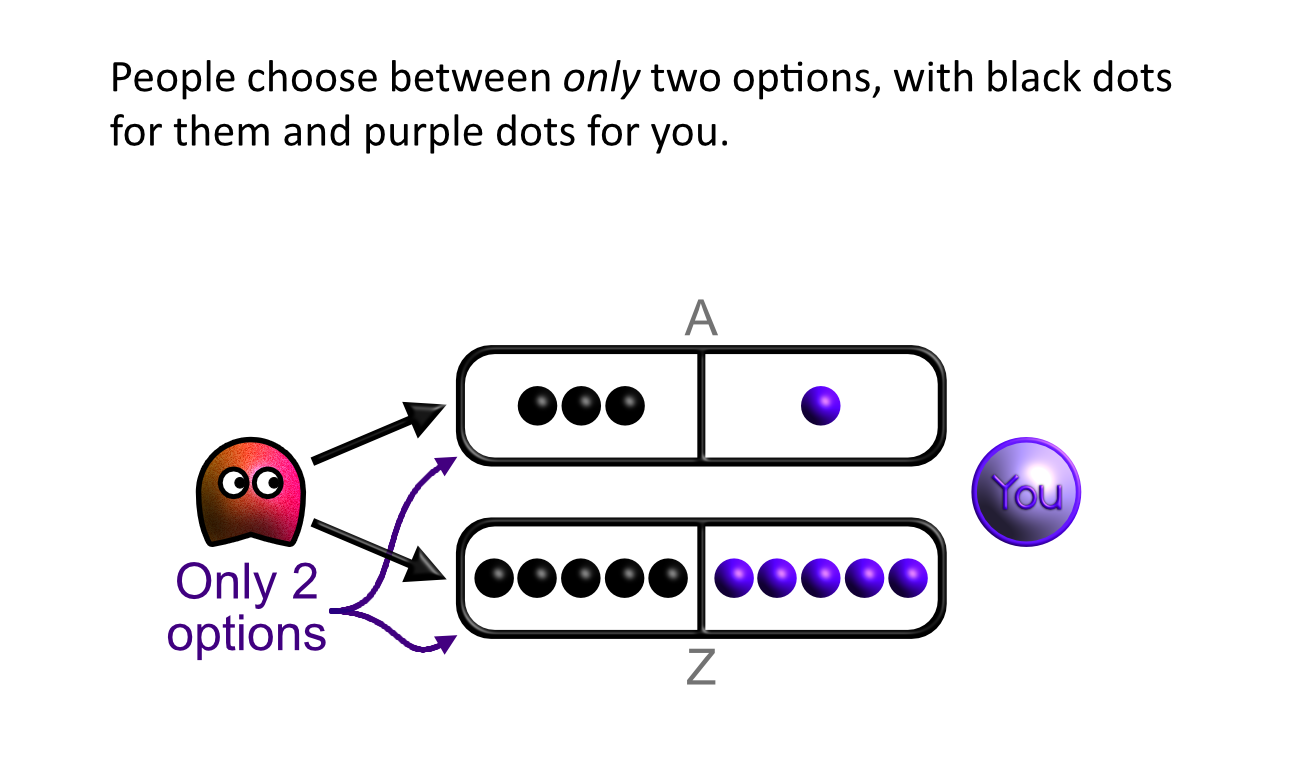 People choose between only two options, with black dots
for them and purple dots for you.
A
You
Only 2
options
Z